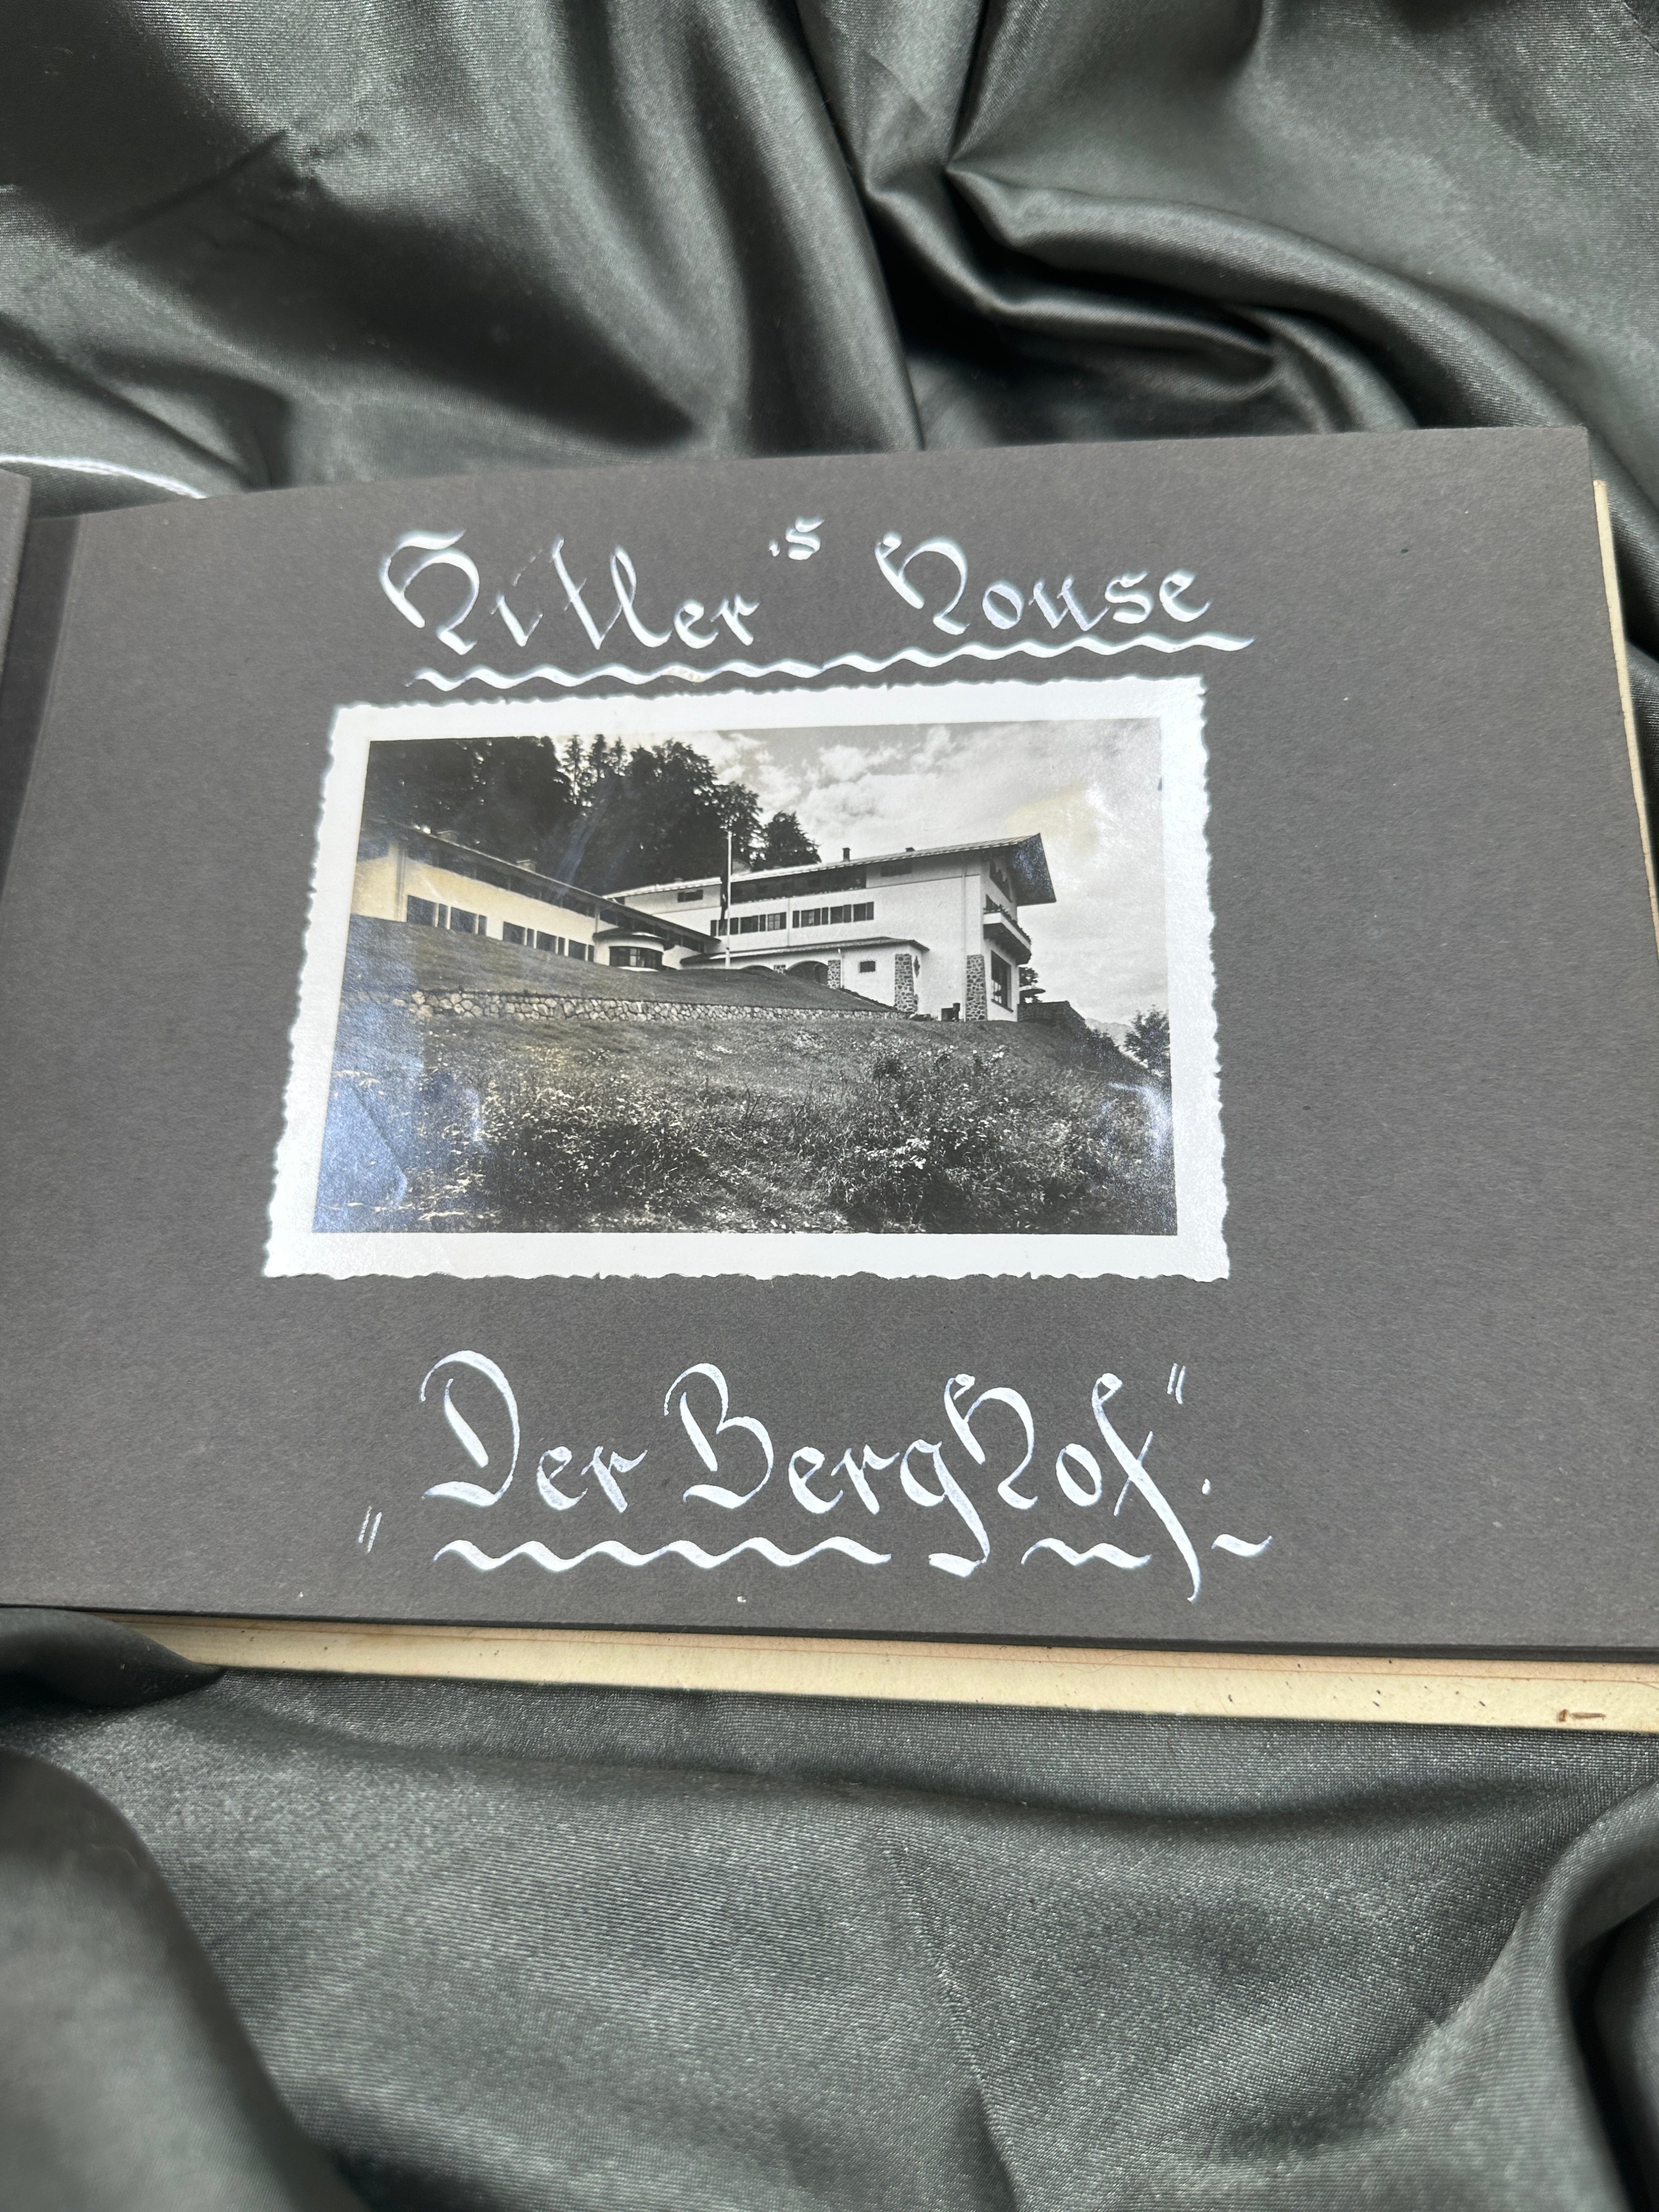 Hitler's House
„Der Berghof".